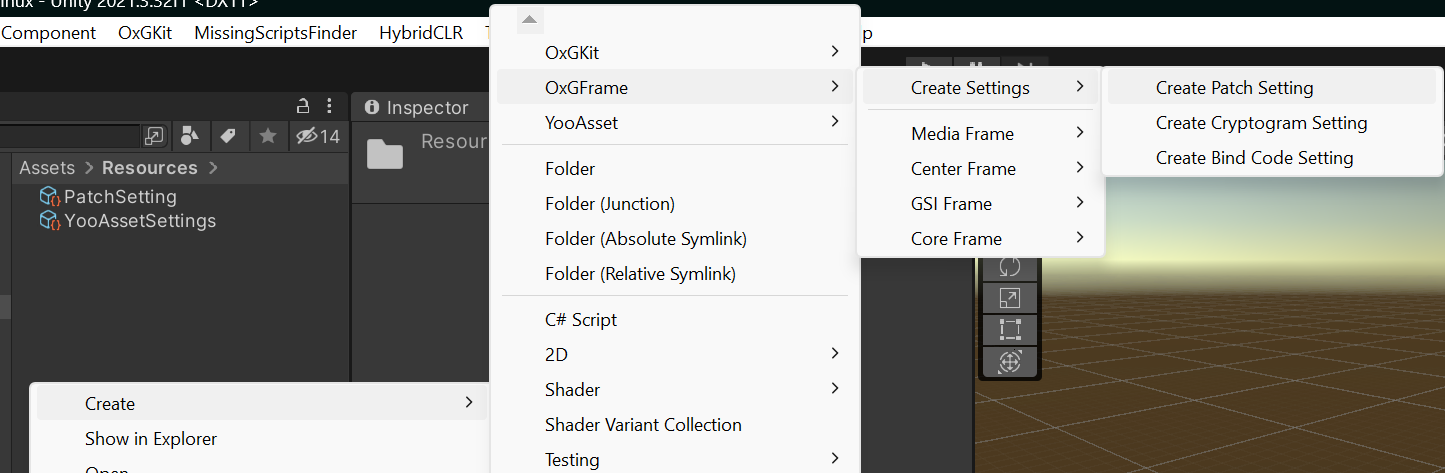 Unity 2021.3.32f1 <DX11>
Component OxGKit MissingScriptsFinder HybridCLR
OxGKit
OxGFrame
YooAsset
Folder
Folder (Junction)
Folder (Absolute Symlink)
Folder (Relative Symlink)
C# Script
2D
Shader
Shader Variant Collection
Testing
Create Settings
Media Frame
Center Frame
GSI Frame
Core Frame
Create Patch Setting
Create Cryptogram Setting
Create Bind Code Setting
Inspector
14
Resour
Assets > Resources >
PatchSetting
YooAssetSettings
Create
Show in Explorer
Open